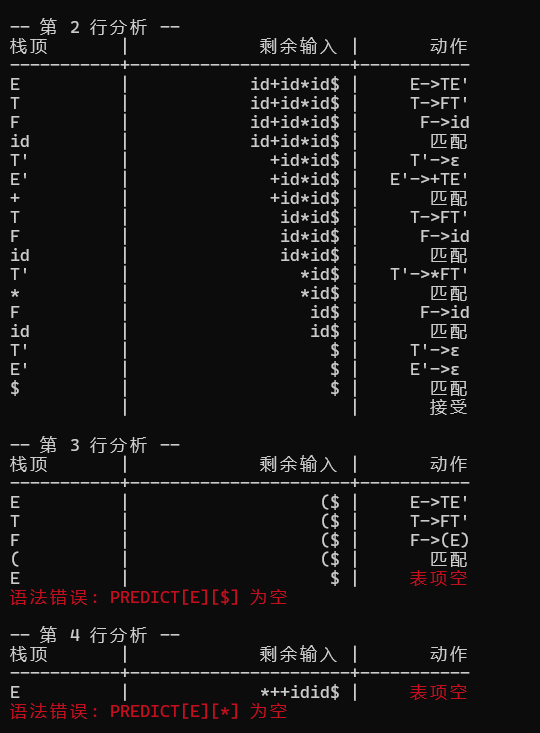 -- 第 2 行分析 --
栈顶 | 剩余输入 | 动作
-----------+----------------------+-----------
E | id+id*id$ | E->TE'
T | id+id*id$ | T->FT'
F | id+id*id$ | F->id
id | id+id*id$ | 匹配
T' | +id*id$ | T'->ε
E' | +id*id$ | E'->+TE'
+ | +id*id$ | 匹配
T | id*id$ | T->FT'
F | id*id$ | F->id
id | id*id$ | 匹配
T' | *id$ | T'->*FT'
* | *id$ | 匹配
F | id$ | F->id
id | id$ | 匹配
T' | $ | T'->ε
E' | $ | E'->ε
$ | $ | 匹配
| | 接受
-- 第 3 行分析 --
栈顶 | 剩余输入 | 动作
-----------+----------------------+-----------
E | ($ | E->TE'
T | ($ | T->FT'
F | ($ | F->(E)
( | ($ | 匹配
E | $ | 表项空
语法错误: PREDICT[E][$] 为空
-- 第 4 行分析 --
栈顶 | 剩余输入 | 动作
-----------+----------------------+-----------
E | *++idid$ | 表项空
语法错误: PREDICT[E][*] 为空